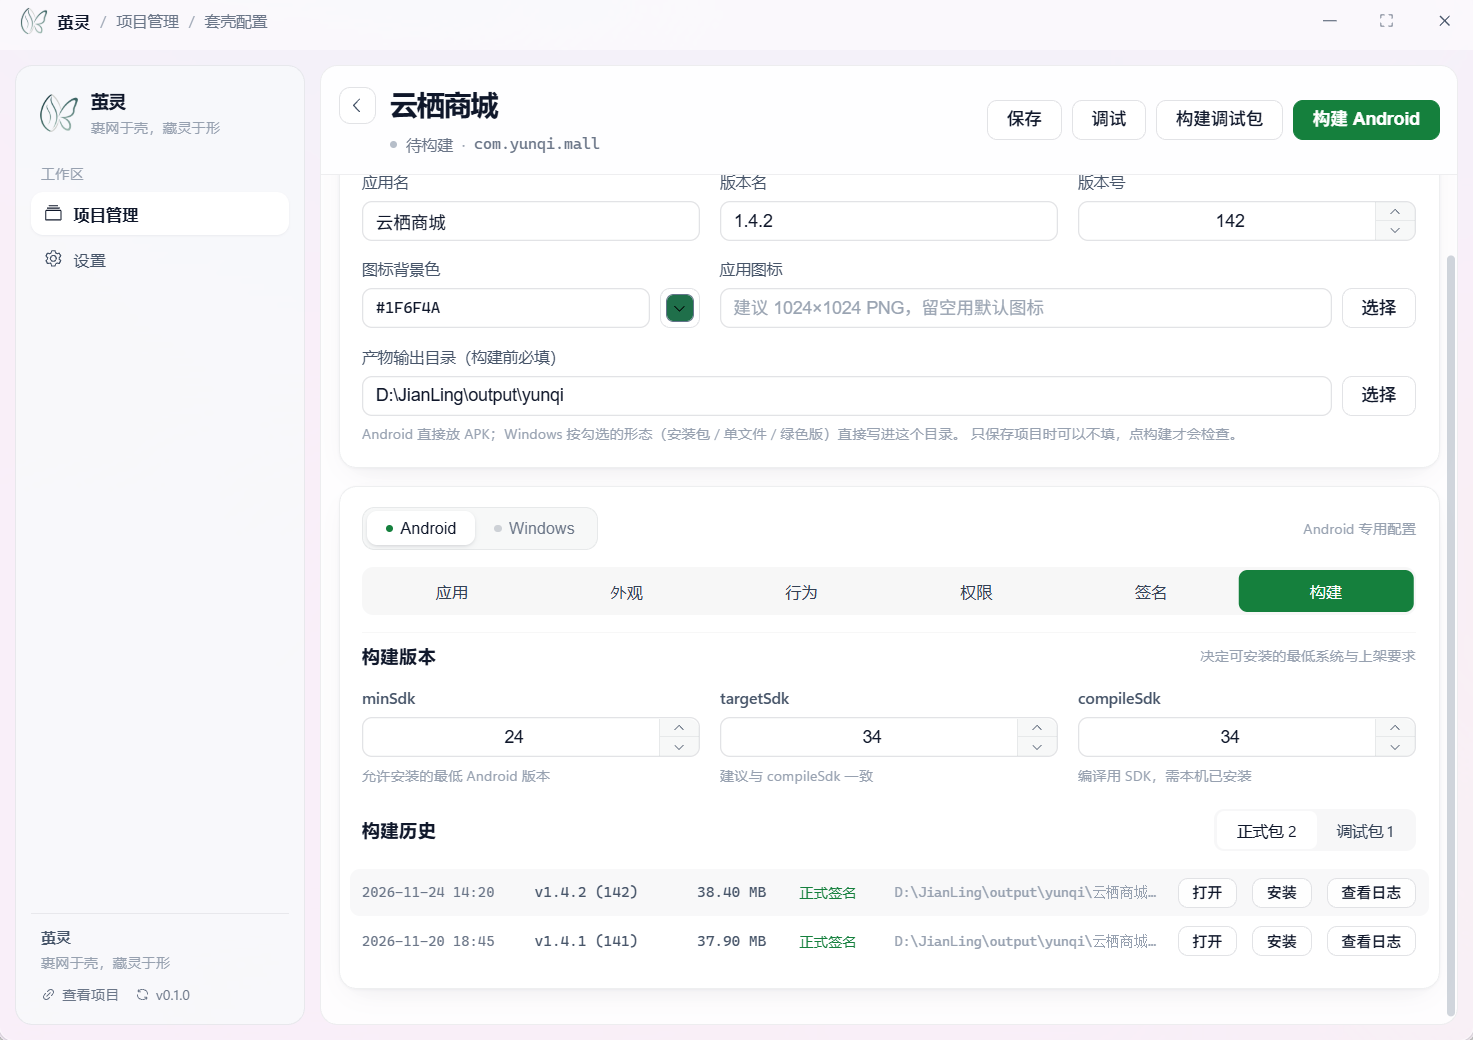 茧灵 / 项目管理 / 套壳配置
茧灵
裹网于壳，藏灵于形
工作区
项目管理
设置
茧灵
裹网于壳，藏灵于形
查看项目 v0.1.0
云栖商城
待构建 · com.yunqi.mall
保存 调试 构建调试包 构建 Android
应用名 版本名 版本号
云栖商城 1.4.2 142
图标背景色 应用图标
#1F6F4A 建议 1024×1024 PNG，留空用默认图标 选择
产物输出目录（构建前必填）
D:\JianLing\output\yunqi 选择
Android 直接放 APK；Windows 按勾选的形态（安装包 / 单文件 / 绿色版）直接写进这个目录。 只保存项目时可以不填，点构建才会检查。
Android Windows Android 专用配置
应用 外观 行为 权限 签名 构建
构建版本 决定可安装的最低系统与上架要求
minSdk targetSdk compileSdk
24 34 34
允许安装的最低 Android 版本 建议与 compileSdk 一致 编译用 SDK，需本机已安装
构建历史 正式包 2 调试包 1
2026-11-24 14:20 v1.4.2 (142) 38.40 MB 正式签名 D:\JianLing\output\yunqi\云栖商城… 打开 安装 查看日志
2026-11-20 18:45 v1.4.1 (141) 37.90 MB 正式签名 D:\JianLing\output\yunqi\云栖商城… 打开 安装 查看日志